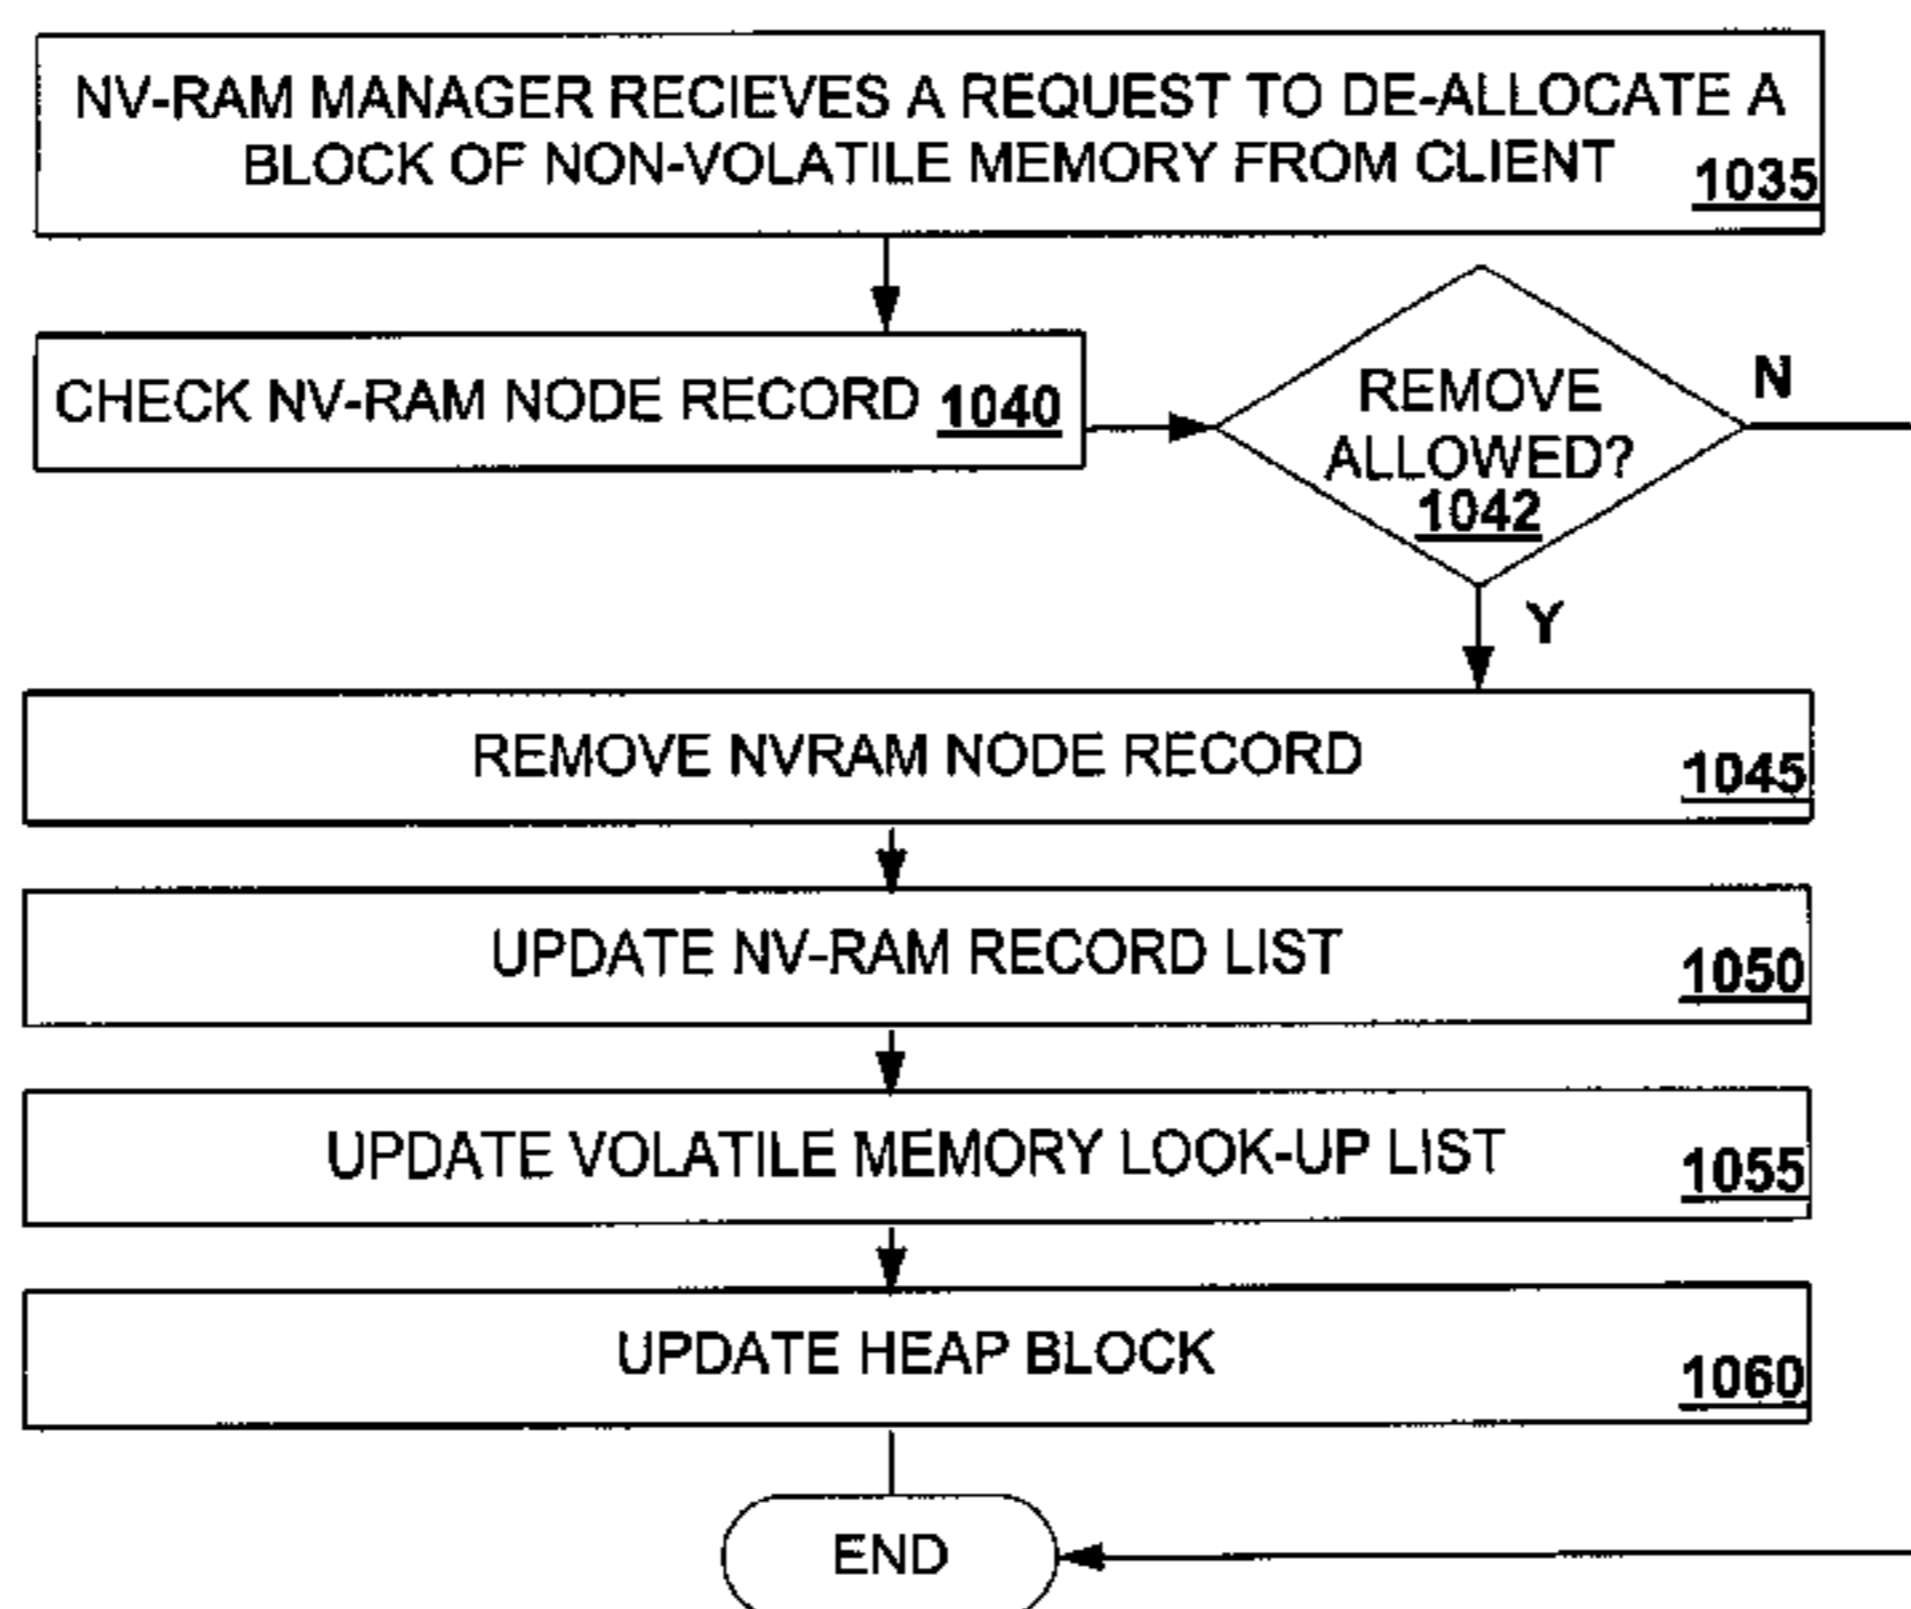 NV-RAM MANAGER RECIEVES A REQUEST TO DE-ALLOCATE A
BLOCK OF NON-VOLATILE MEMORY FROM CLIENT 1035
CHECK NV-RAM NODE RECORD 1040
REMOVE
ALLOWED?
1042
N
Y
REMOVE NVRAM NODE RECORD 1045
UPDATE NV-RAM RECORD LIST 1050
UPDATE VOLATILE MEMORY LOOK-UP LIST 1055
UPDATE HEAP BLOCK 1060
END